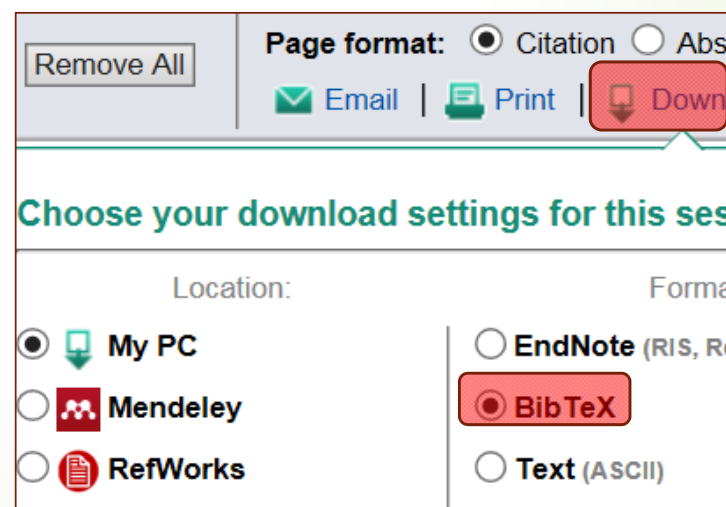 Remove All
Page format: Citation Abs
Email | Print | Down
Choose your download settings for this ses
Location:
Forma
My PC
EndNote (RIS, R
Mendeley
BibTeX
RefWorks
Text (ASCII)